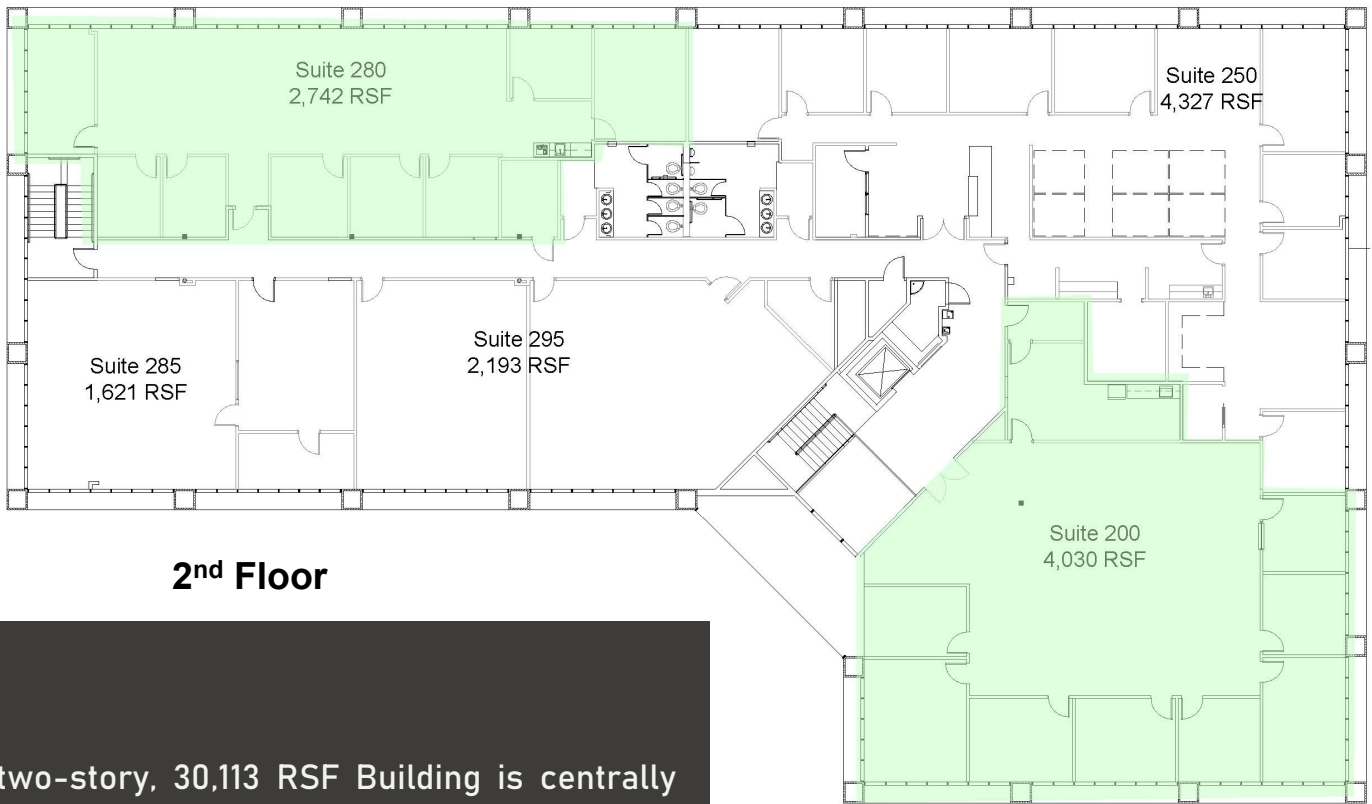 Suite 280
2,742 RSF
Suite 250
4,327 RSF
Suite 295
2,193 RSF
Suite 285
1,621 RSF
Suite 200
4,030 RSF
2nd Floor
two-story, 30,113 RSF Building is centrally